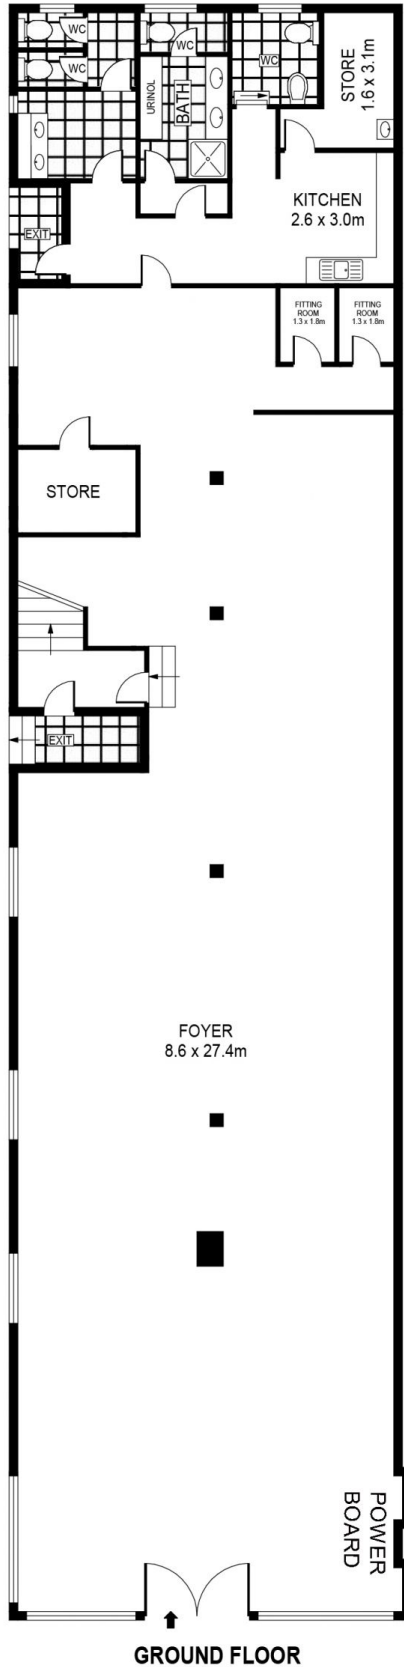 WC
WC
WC
WC
URINOL
BATH
STORE
1.6 x 3.1m
KITCHEN
2.6 x 3.0m
EXIT
FITTING
ROOM
1.3 x 1.8m
FITTING
ROOM
1.3 x 1.8m
STORE
EXIT
FOYER
8.6 x 27.4m
POWER
BOARD
GROUND FLOOR